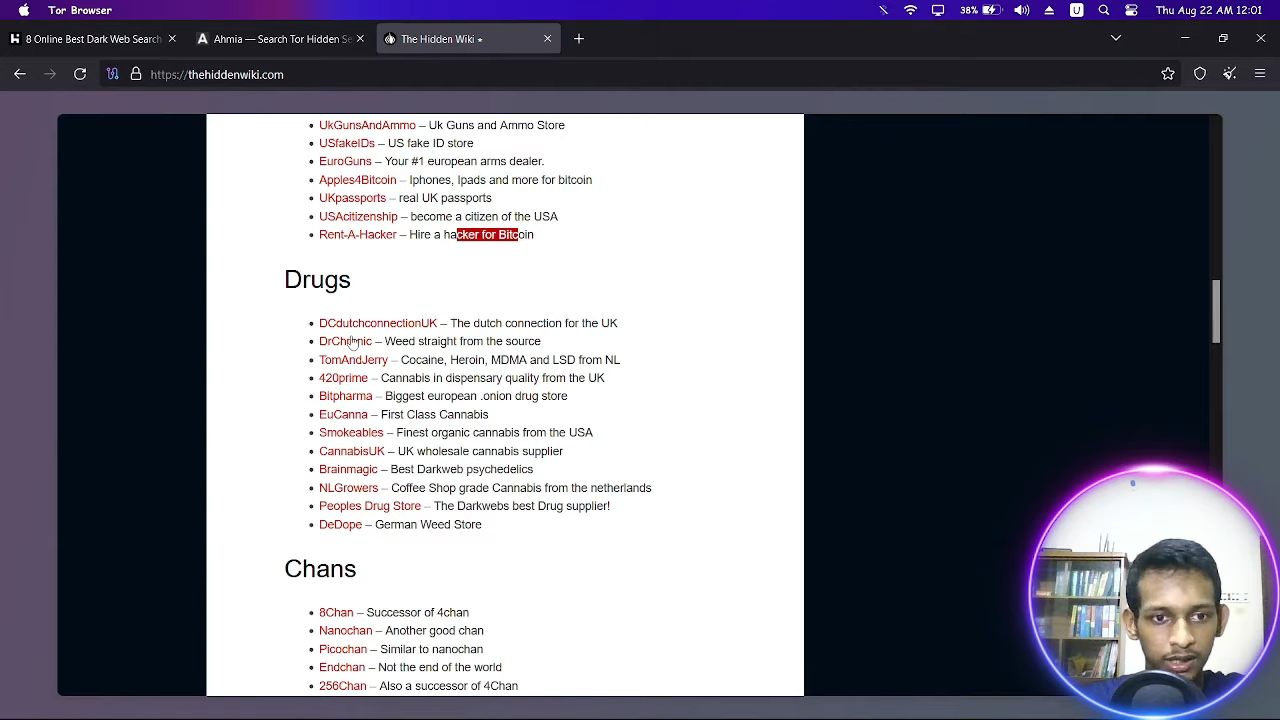 Tor Browser
38%
U
Thu Aug 22 AM 12:01
8 Online Best Dark Web Search
Ahmia — Search Tor Hidden Se
The Hidden Wiki
https://thehiddenwiki.com
UkGunsAndAmmo – Uk Guns and Ammo Store
USfakeIDs – US fake ID store
EuroGuns – Your #1 european arms dealer.
Apples4Bitcoin – Iphones, Ipads and more for bitcoin
UKpassports – real UK passports
USAcitizenship – become a citizen of the USA
Rent-A-Hacker – Hire a hacker for Bitcoin
Drugs
DCdutchconnectionUK – The dutch connection for the UK
DrChronic – Weed straight from the source
TomAndJerry – Cocaine, Heroin, MDMA and LSD from NL
420prime – Cannabis in dispensary quality from the UK
Bitpharma – Biggest european .onion drug store
EuCanna – First Class Cannabis
Smokeables – Finest organic cannabis from the USA
CannabisUK – UK wholesale cannabis supplier
Brainmagic – Best Darkweb psychedelics
NLGrowers – Coffee Shop grade Cannabis from the netherlands
Peoples Drug Store – The Darkwebs best Drug supplier!
DeDope – German Weed Store
Chans
8Chan – Successor of 4chan
Nanochan – Another good chan
Picochan – Similar to nanochan
Endchan – Not the end of the world
256Chan – Also a successor of 4Chan